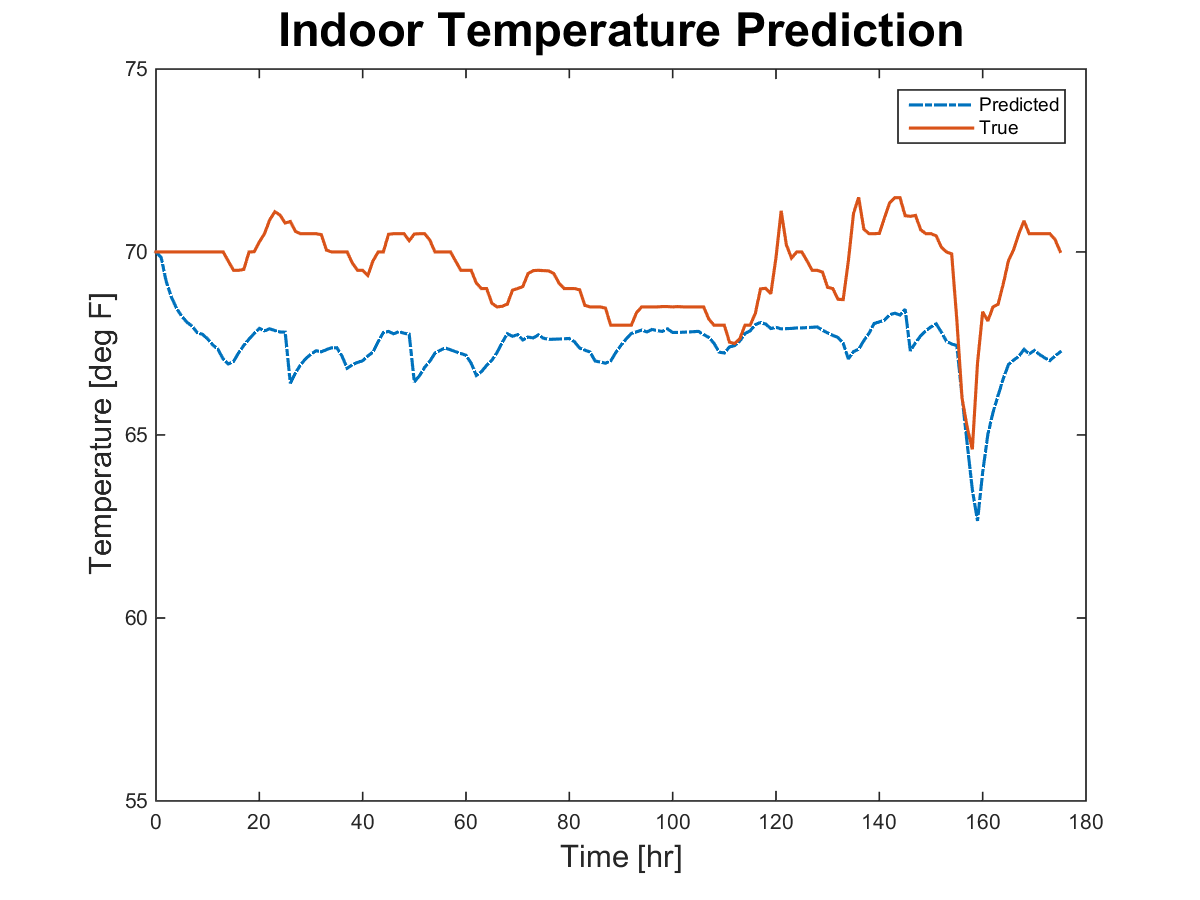 Indoor Temperature Prediction
75
70
65
60
55
Temperature [deg F]
Predicted
True
0 20 40 60 80 100 120 140 160 180
Time [hr]